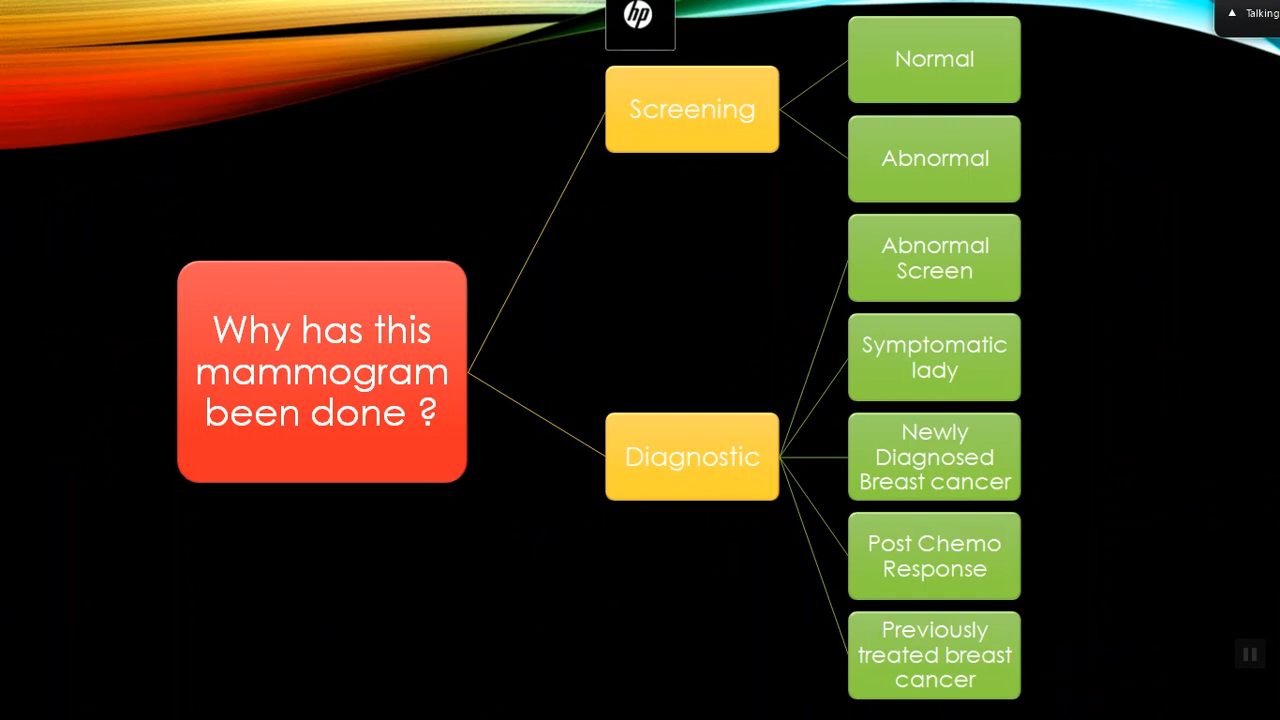 hp
Talking
Normal
Screening
Abnormal
Abnormal
Screen
Why has this
mammogram
been done ?
Symptomatic
lady
Diagnostic
Newly
Diagnosed
Breast cancer
Post Chemo
Response
Previously
treated breast
cancer